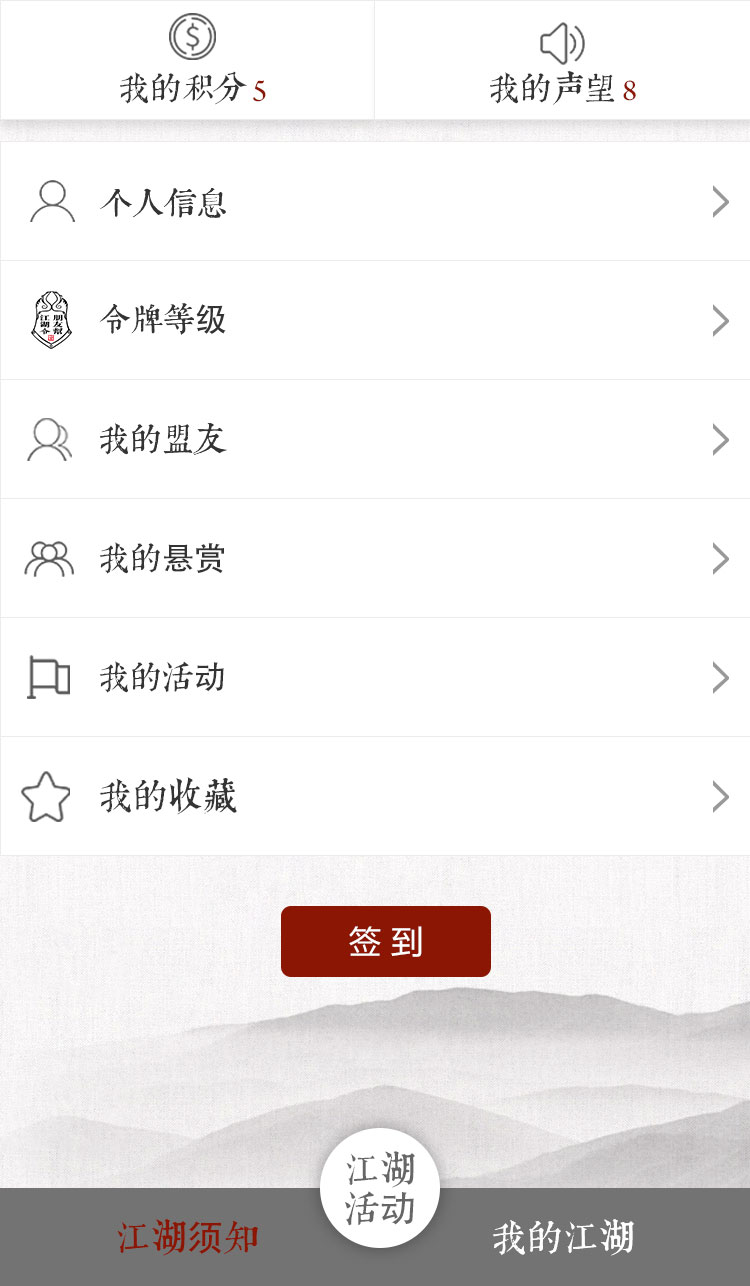 我的积分 5
我的声望 8
个人信息
江湖令
朋友帮
令牌等级
我的盟友
我的悬赏
我的活动
我的收藏
签到
江湖
活动
江湖须知
我的江湖